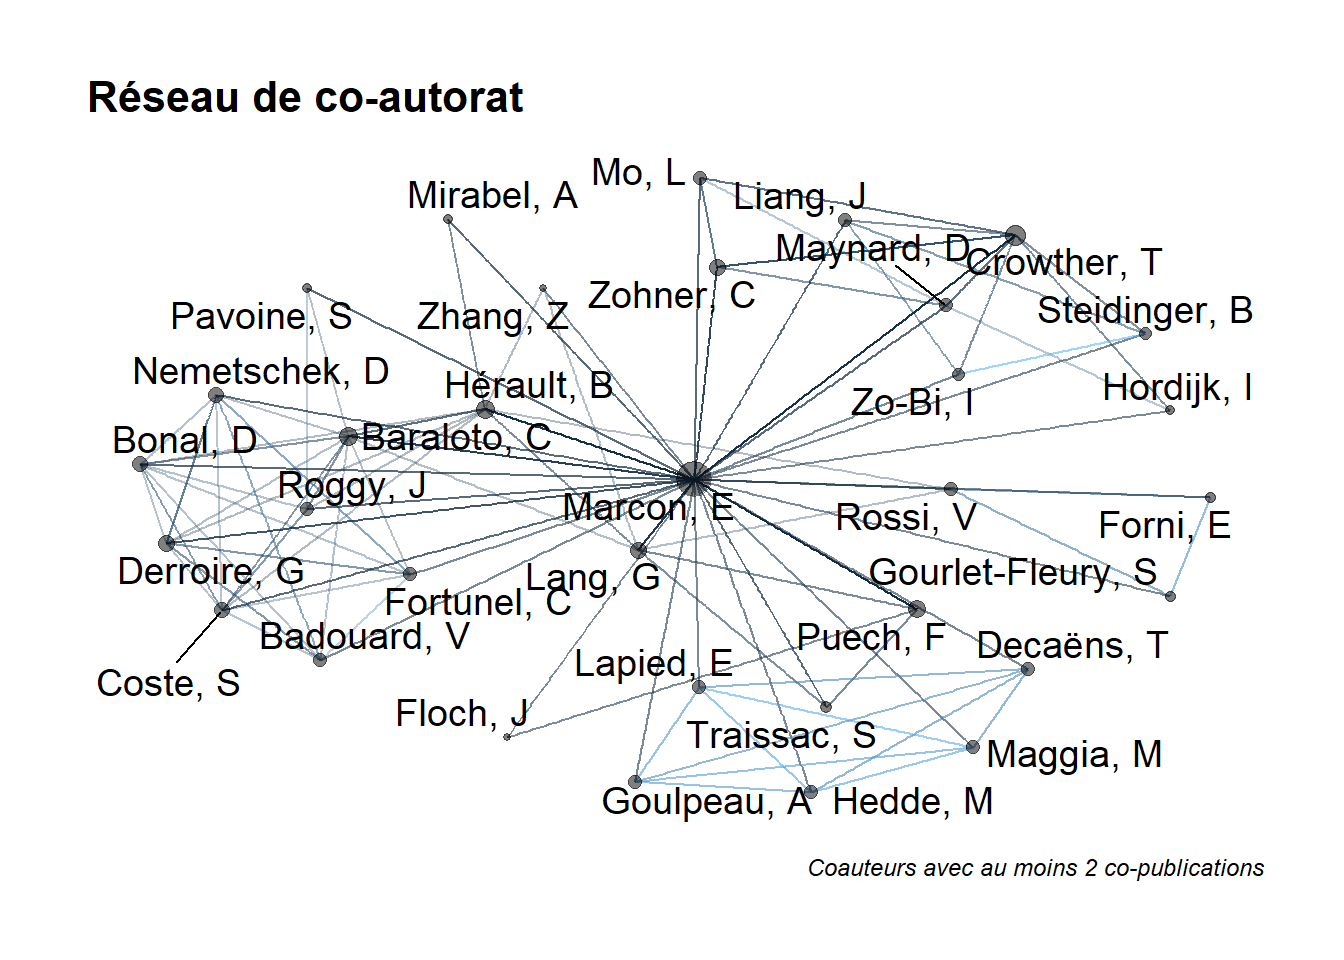 Réseau de co-autorat
Mo, L
Mirabel, A
Liang, J
Maynard, D
Crowther, T
Zohner, C
Steidinger, B
Pavoine, S
Zhang, Z
Nemetschek, D
Hérault, B
Hordijk, I
Zo-Bi, I
Bonal, D
Baraloto, C
Roggy, J
Marcon, E
Rossi, V
Forni, E
Derroire, G
Lang, G
Gourlet-Fleury, S
Fortunel, C
Badouard, V
Puech, F
Decaëns, T
Lapied, E
Coste, S
Floch, J
Traissac, S
Maggia, M
Goulpeau, A
Hedde, M
Coauteurs avec au moins 2 co-publications